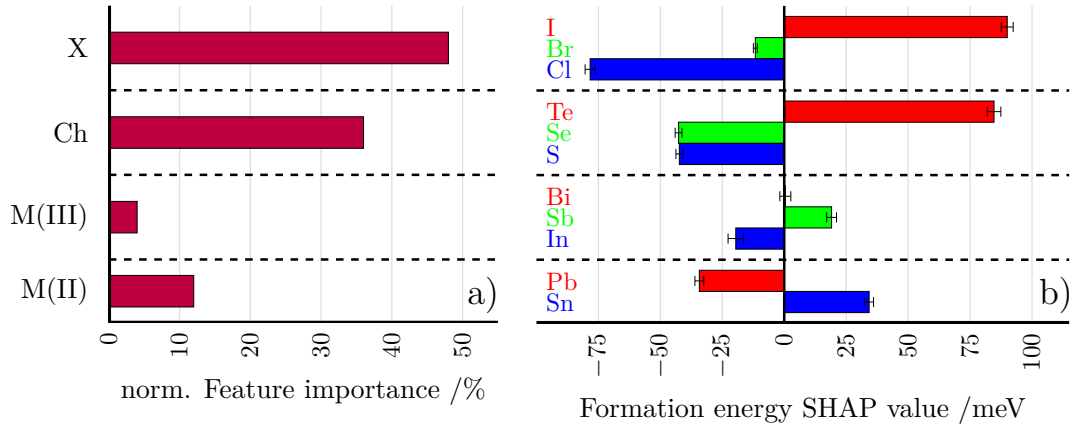 X
Ch
M(III)
M(II)
a)
0
10
20
30
40
50
norm. Feature importance /%
I
Br
Cl
Te
Se
S
Bi
Sb
In
Pb
Sn
b)
−75
−50
−25
0
25
50
75
100
Formation energy SHAP value /meV